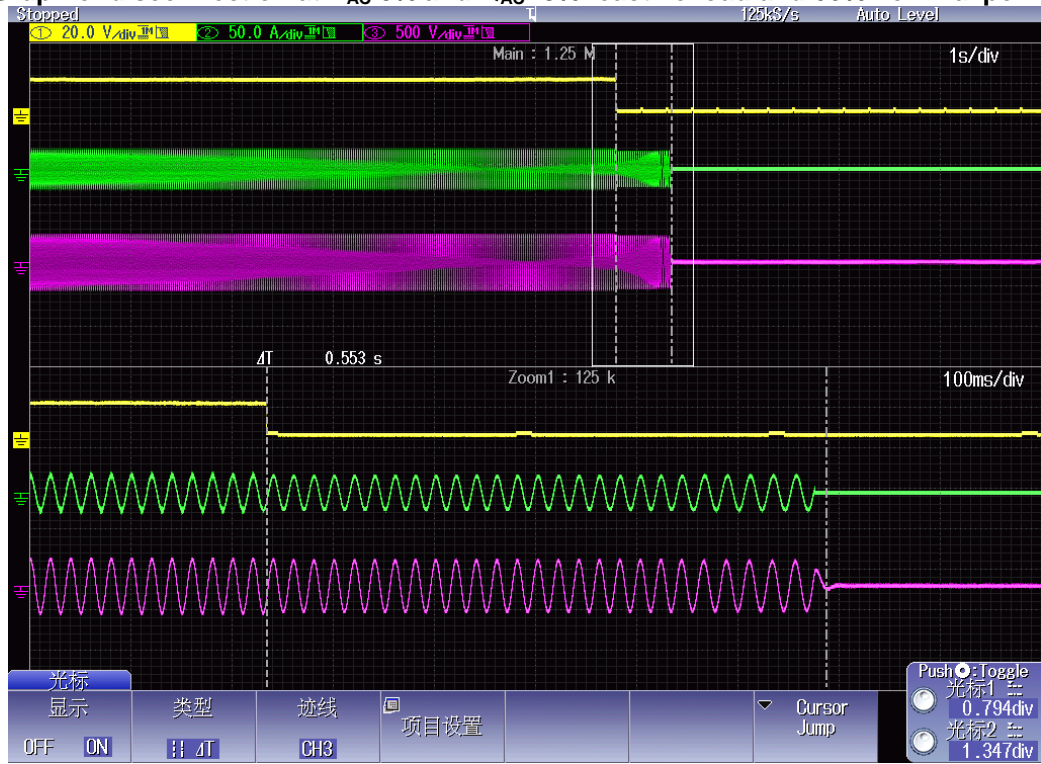 Stopped 125kS/s Auto Level
① 20.0 V/div 1M ② 50.0 A/div 1M ③ 500 V/div 1M
Main : 1.25 M 1s/div
ΔT 0.553 s
Zoom1 : 125 k 100ms/div
光标
显示 类型 迹线 项目设置 Cursor Jump
OFF ON ΔT CH3
Push :Toggle
光标1
0.794div
光标2
1.347div